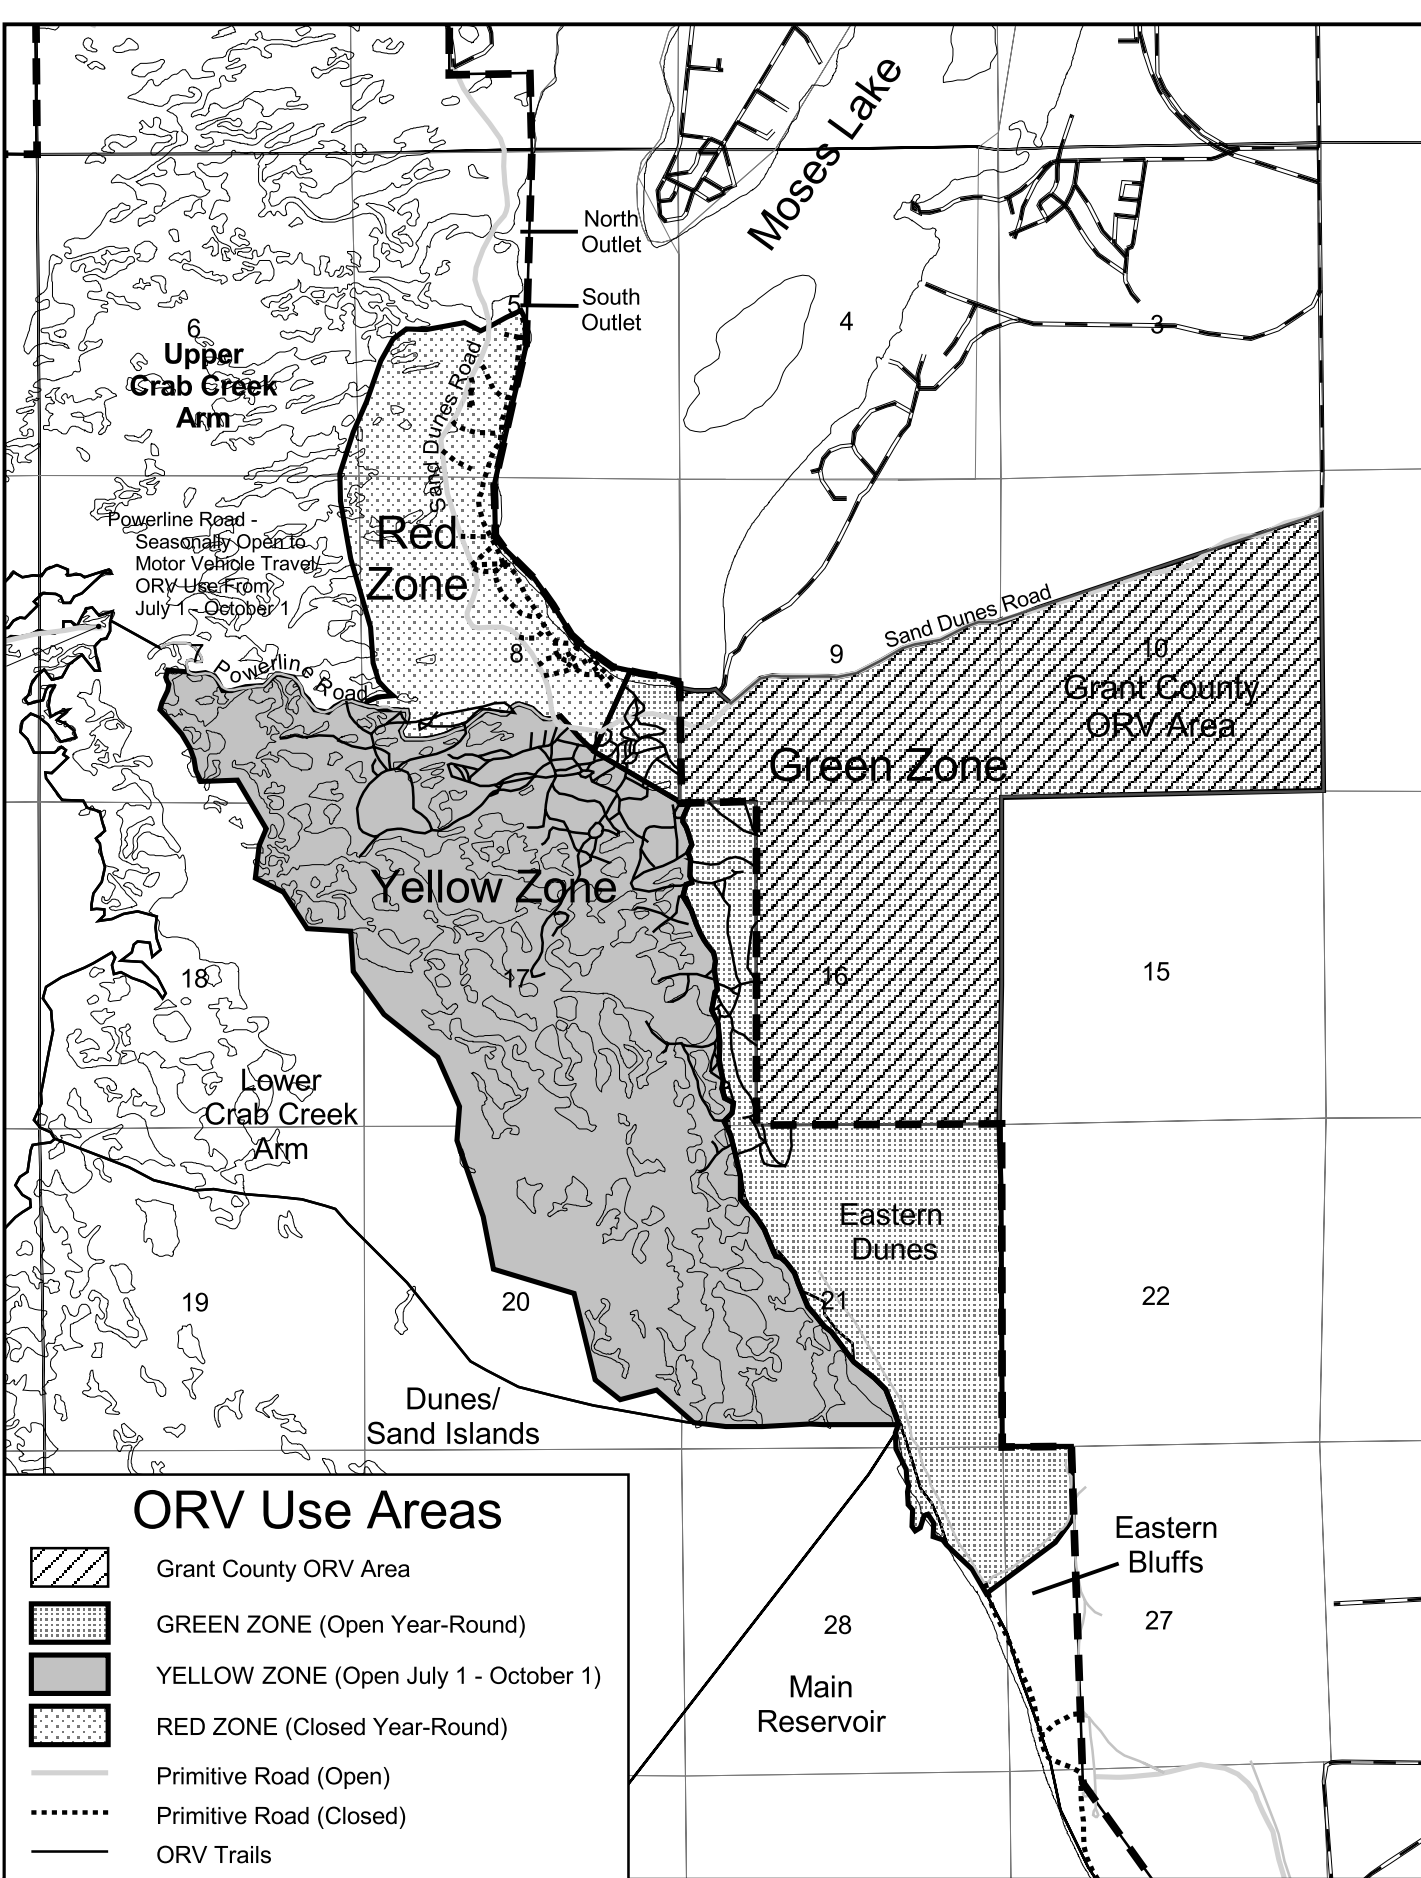 Moses Lake
North
Outlet
South
Outlet
5
6
4
3
Upper
Crab Creek
Arm
Sand Dunes Road
Red
Zone
Powerline Road -
Seasonally Open to
Motor Vehicle Travel/
ORV Use From
July 1 - October 1
7
Powerline Road
8
9
Sand Dunes Road
10
Grant County
ORV Area
Green Zone
Yellow Zone
18
17
16
15
Lower
Crab Creek
Arm
Eastern
Dunes
19
20
21
22
Dunes/
Sand Islands
Eastern
Bluffs
28
27
Main
Reservoir
ORV Use Areas
Grant County ORV Area
GREEN ZONE (Open Year-Round)
YELLOW ZONE (Open July 1 - October 1)
RED ZONE (Closed Year-Round)
Primitive Road (Open)
Primitive Road (Closed)
ORV Trails